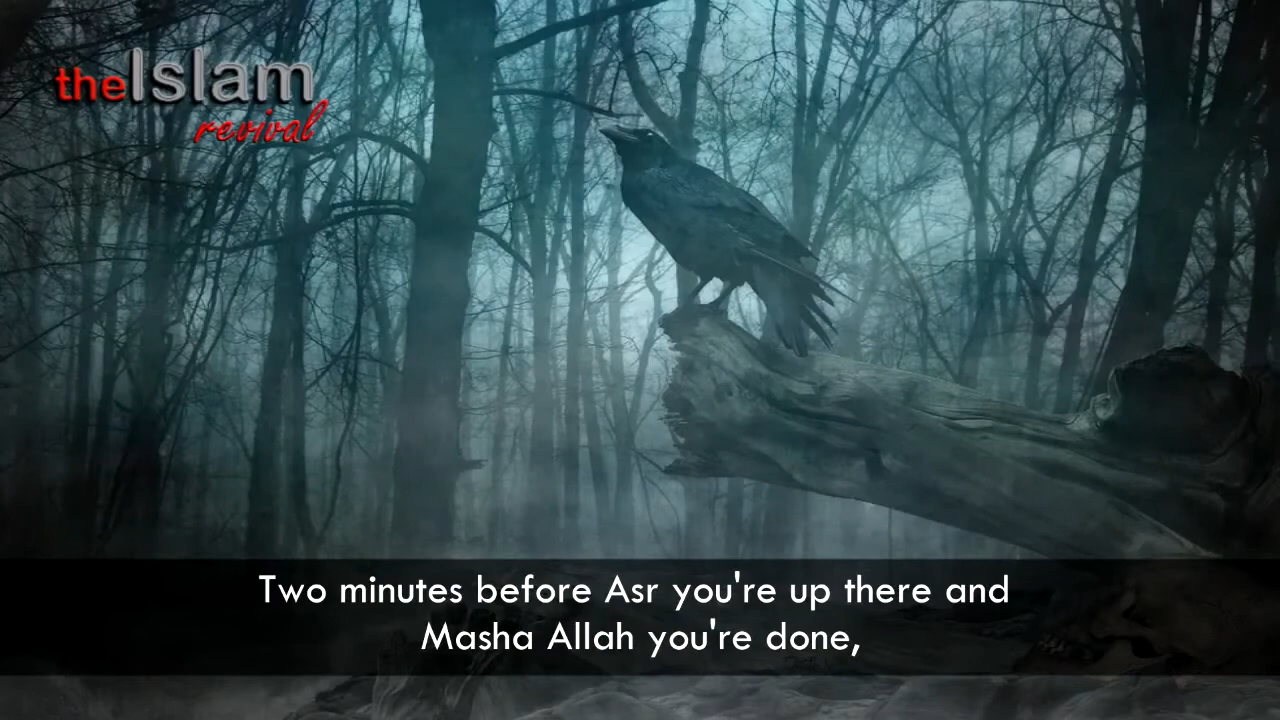 theIslam
revival
Two minutes before Asr you're up there and
Masha Allah you're done,